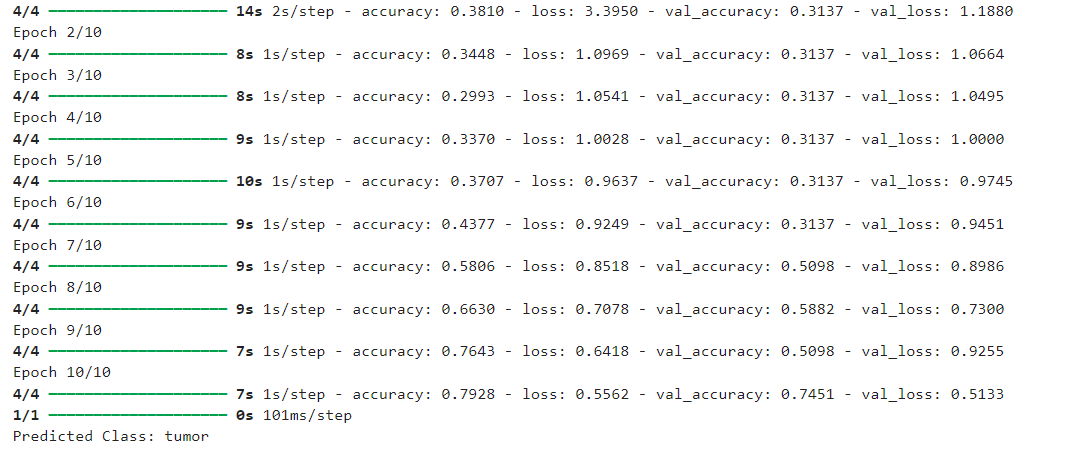 4/4 ━━━━━━━━━━━━━━━━━━━━ 14s 2s/step - accuracy: 0.3810 - loss: 3.3950 - val_accuracy: 0.3137 - val_loss: 1.1880
Epoch 2/10
4/4 ━━━━━━━━━━━━━━━━━━━━ 8s 1s/step - accuracy: 0.3448 - loss: 1.0969 - val_accuracy: 0.3137 - val_loss: 1.0664
Epoch 3/10
4/4 ━━━━━━━━━━━━━━━━━━━━ 8s 1s/step - accuracy: 0.2993 - loss: 1.0541 - val_accuracy: 0.3137 - val_loss: 1.0495
Epoch 4/10
4/4 ━━━━━━━━━━━━━━━━━━━━ 9s 1s/step - accuracy: 0.3370 - loss: 1.0028 - val_accuracy: 0.3137 - val_loss: 1.0000
Epoch 5/10
4/4 ━━━━━━━━━━━━━━━━━━━━ 10s 1s/step - accuracy: 0.3707 - loss: 0.9637 - val_accuracy: 0.3137 - val_loss: 0.9745
Epoch 6/10
4/4 ━━━━━━━━━━━━━━━━━━━━ 9s 1s/step - accuracy: 0.4377 - loss: 0.9249 - val_accuracy: 0.3137 - val_loss: 0.9451
Epoch 7/10
4/4 ━━━━━━━━━━━━━━━━━━━━ 9s 1s/step - accuracy: 0.5806 - loss: 0.8518 - val_accuracy: 0.5098 - val_loss: 0.8986
Epoch 8/10
4/4 ━━━━━━━━━━━━━━━━━━━━ 9s 1s/step - accuracy: 0.6630 - loss: 0.7078 - val_accuracy: 0.5882 - val_loss: 0.7300
Epoch 9/10
4/4 ━━━━━━━━━━━━━━━━━━━━ 7s 1s/step - accuracy: 0.7643 - loss: 0.6418 - val_accuracy: 0.5098 - val_loss: 0.9255
Epoch 10/10
4/4 ━━━━━━━━━━━━━━━━━━━━ 7s 1s/step - accuracy: 0.7928 - loss: 0.5562 - val_accuracy: 0.7451 - val_loss: 0.5133
1/1 ━━━━━━━━━━━━━━━━━━━━ 0s 101ms/step
Predicted Class: tumor